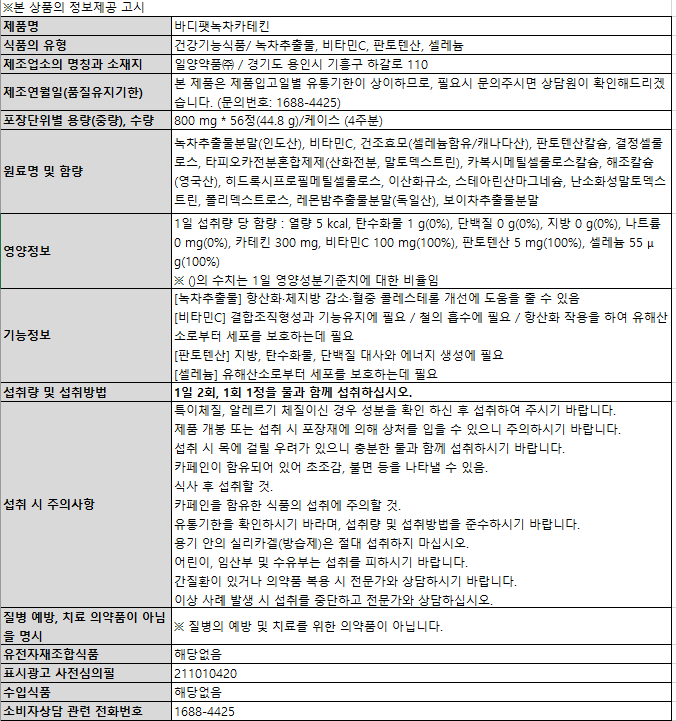 ※본 상품의 정보제공 고시
제품명 바디팻녹차카테킨
식품의 유형 건강기능식품/ 녹차추출물, 비타민C, 판토텐산, 셀레늄
제조업소의 명칭과 소재지 일양약품㈜ / 경기도 용인시 기흥구 하갈로 110
제조연월일(품질유지기한) 본 제품은 제품입고일별 유통기한이 상이하므로, 필요시 문의주시면 상담원이 확인해드리겠
습니다. (문의번호: 1688-4425)
포장단위별 용량(중량), 수량 800 mg * 56정(44.8 g)/케이스 (4주분)
원료명 및 함량 녹차추출물분말(인도산), 비타민C, 건조효모(셀레늄함유/캐나다산), 판토텐산칼슘, 결정셀룰
로스, 타피오카전분혼합제제(산화전분, 말토덱스트린), 카복시메틸셀룰로스칼슘, 해조칼슘
(영국산), 히드록시프로필메틸셀룰로스, 이산화규소, 스테아린산마그네슘, 난소화성말토덱스
트린, 폴리덱스트로스, 레몬밤추출물분말(독일산), 보이차추출물분말
영양정보 1일 섭취량 당 함량 : 열량 5 kcal, 탄수화물 1 g(0%), 단백질 0 g(0%), 지방 0 g(0%), 나트륨
0 mg(0%), 카테킨 300 mg, 비타민C 100 mg(100%), 판토텐산 5 mg(100%), 셀레늄 55 μ
g(100%)
※ ()의 수치는 1일 영양성분기준치에 대한 비율임
기능정보 [녹차추출물] 항산화·체지방 감소·혈중 콜레스테롤 개선에 도움을 줄 수 있음
[비타민C] 결합조직형성과 기능유지에 필요 / 철의 흡수에 필요 / 항산화 작용을 하여 유해산
소로부터 세포를 보호하는데 필요
[판토텐산] 지방, 탄수화물, 단백질 대사와 에너지 생성에 필요
[셀레늄] 유해산소로부터 세포를 보호하는데 필요
섭취량 및 섭취방법 1일 2회, 1회 1정을 물과 함께 섭취하십시오.
섭취 시 주의사항 특이체질, 알레르기 체질이신 경우 성분을 확인 하신 후 섭취하여 주시기 바랍니다.
제품 개봉 또는 섭취 시 포장재에 의해 상처를 입을 수 있으니 주의하시기 바랍니다.
섭취 시 목에 걸릴 우려가 있으니 충분한 물과 함께 섭취하시기 바랍니다.
카페인이 함유되어 있어 초조감, 불면 등을 나타낼 수 있음.
식사 후 섭취할 것.
카페인을 함유한 식품의 섭취에 주의할 것.
유통기한을 확인하시기 바라며, 섭취량 및 섭취방법을 준수하시기 바랍니다.
용기 안의 실리카겔(방습제)은 절대 섭취하지 마십시오.
어린이, 임산부 및 수유부는 섭취를 피하시기 바랍니다.
간질환이 있거나 의약품 복용 시 전문가와 상담하시기 바랍니다.
이상 사례 발생 시 섭취를 중단하고 전문가와 상담하십시오.
질병 예방, 치료 의약품이 아님
을 명시 ※ 질병의 예방 및 치료를 위한 의약품이 아닙니다.
유전자재조합식품 해당없음
표시광고 사전심의필 211010420
수입식품 해당없음
소비자상담 관련 전화번호 1688-4425